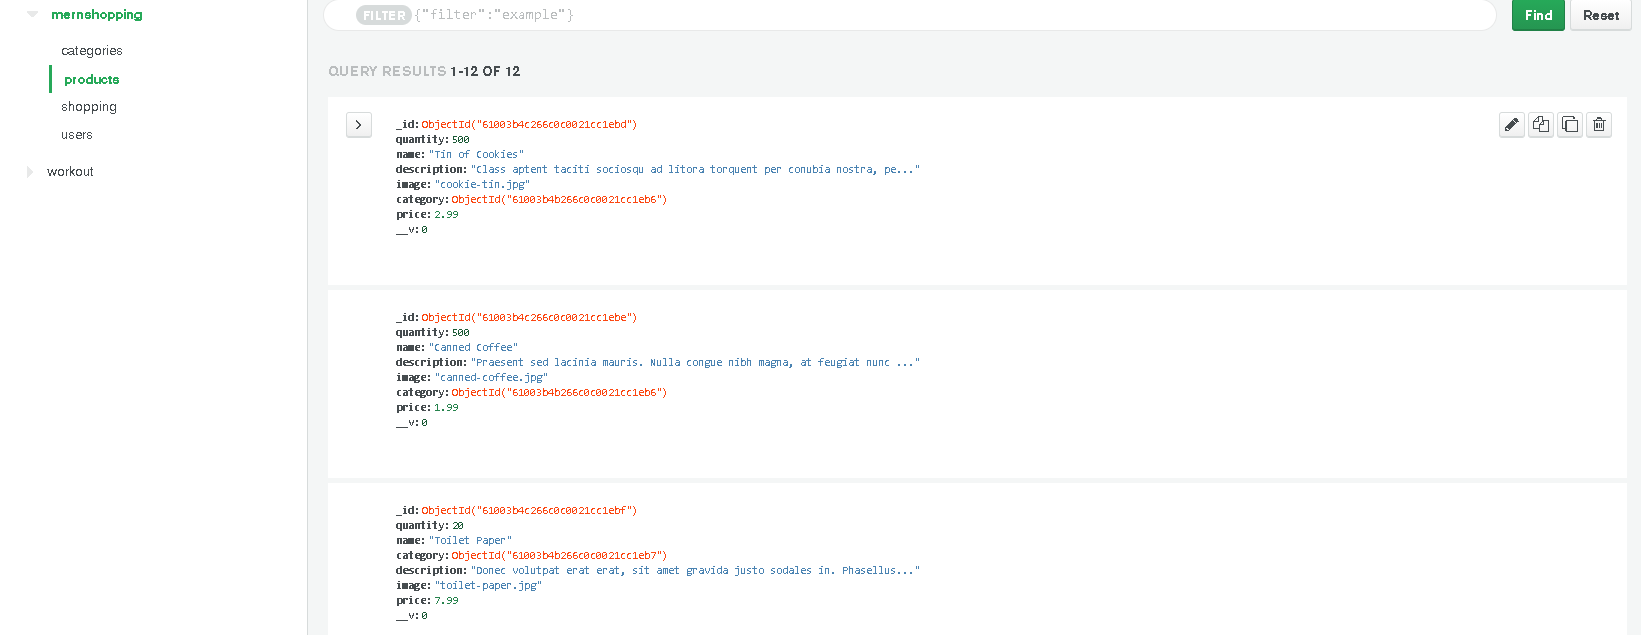 mernshopping
categories
products
shopping
users
workout
FILTER {"filter":"example"}
Find
Reset
QUERY RESULTS 1-12 OF 12
_id: ObjectId("61003b4c266c0c0021cc1ebd")
quantity: 500
name: "Tin of Cookies"
description: "Class aptent taciti sociosqu ad litora torquent per conubia nostra, pe..."
image: "cookie-tin.jpg"
category: ObjectId("61003b4b266c0c0021cc1eb6")
price: 2.99
__v: 0
_id: ObjectId("61003b4c266c0c0021cc1ebe")
quantity: 500
name: "Canned Coffee"
description: "Praesent sed lacinia mauris. Nulla congue nibh magna, at feugiat nunc ..."
image: "canned-coffee.jpg"
category: ObjectId("61003b4b266c0c0021cc1eb6")
price: 1.99
__v: 0
_id: ObjectId("61003b4c266c0c0021cc1ebf")
quantity: 20
name: "Toilet Paper"
category: ObjectId("61003b4b266c0c0021cc1eb7")
description: "Donec volutpat erat erat, sit amet gravida justo sodales in. Phasellus..."
image: "toilet-paper.jpg"
price: 7.99
__v: 0